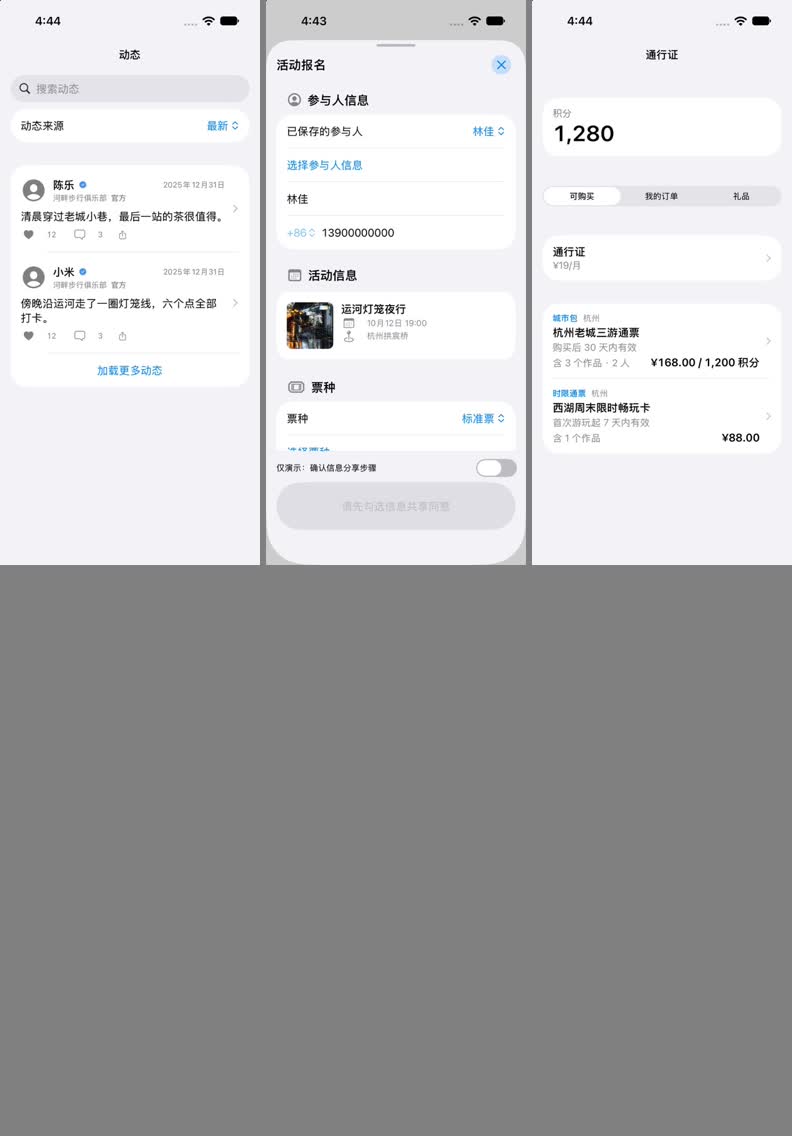 4:44
动态
搜索动态
动态来源
最新
陈乐
2025年12月31日
河畔步行俱乐部 官方
清晨穿过老城小巷，最后一站的茶很值得。
12
3
小米
2025年12月31日
河畔步行俱乐部 官方
傍晚沿运河走了一圈灯笼线，六个点全部
打卡。
12
3
加载更多动态
4:43
活动报名
参与人信息
已保存的参与人
林佳
选择参与人信息
林佳
+86 13900000000
活动信息
运河灯笼夜行
10月12日 19:00
杭州拱宸桥
票种
票种
标准票
选择票种
仅演示：确认信息分享步骤
请先勾选信息共享同意
4:44
通行证
积分
1,280
可购买
我的订单
礼品
通行证
¥19/月
城市包 杭州
杭州老城三游通票
购买后 30 天内有效
含 3 个作品 · 2 人
¥168.00 / 1,200 积分
时限通票 杭州
西湖周末限时畅玩卡
首次游玩起 7 天内有效
含 1 个作品
¥88.00